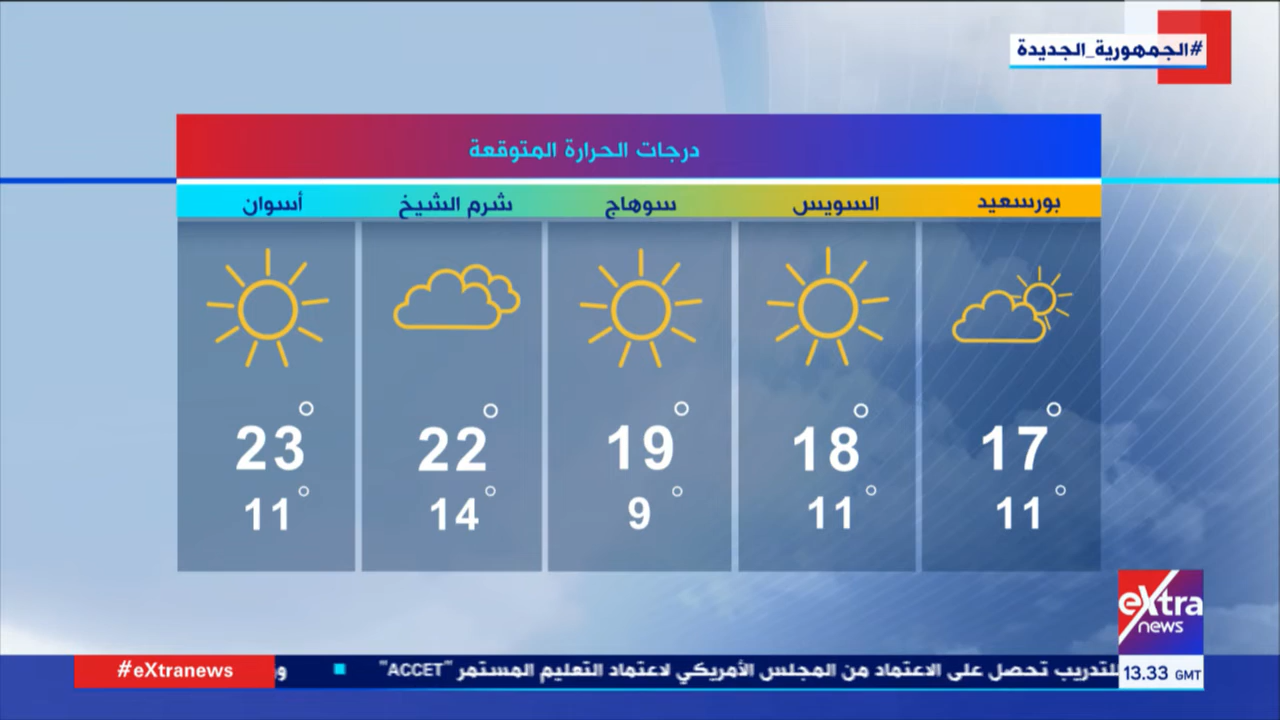 #الجمهورية_الجديدة
درجات الحرارة المتوقعة
بورسعيد
السويس
سوهاج
شرم الشيخ
أسوان
17° 18° 19° 22° 23°
11° 11° 9° 14° 11°
eXtra
news
للتدريب تحصل على الاعتماد من المجلس الأمريكي لاعتماد التعليم المستمر "ACCET"
#eXtranews
13.33 GMT